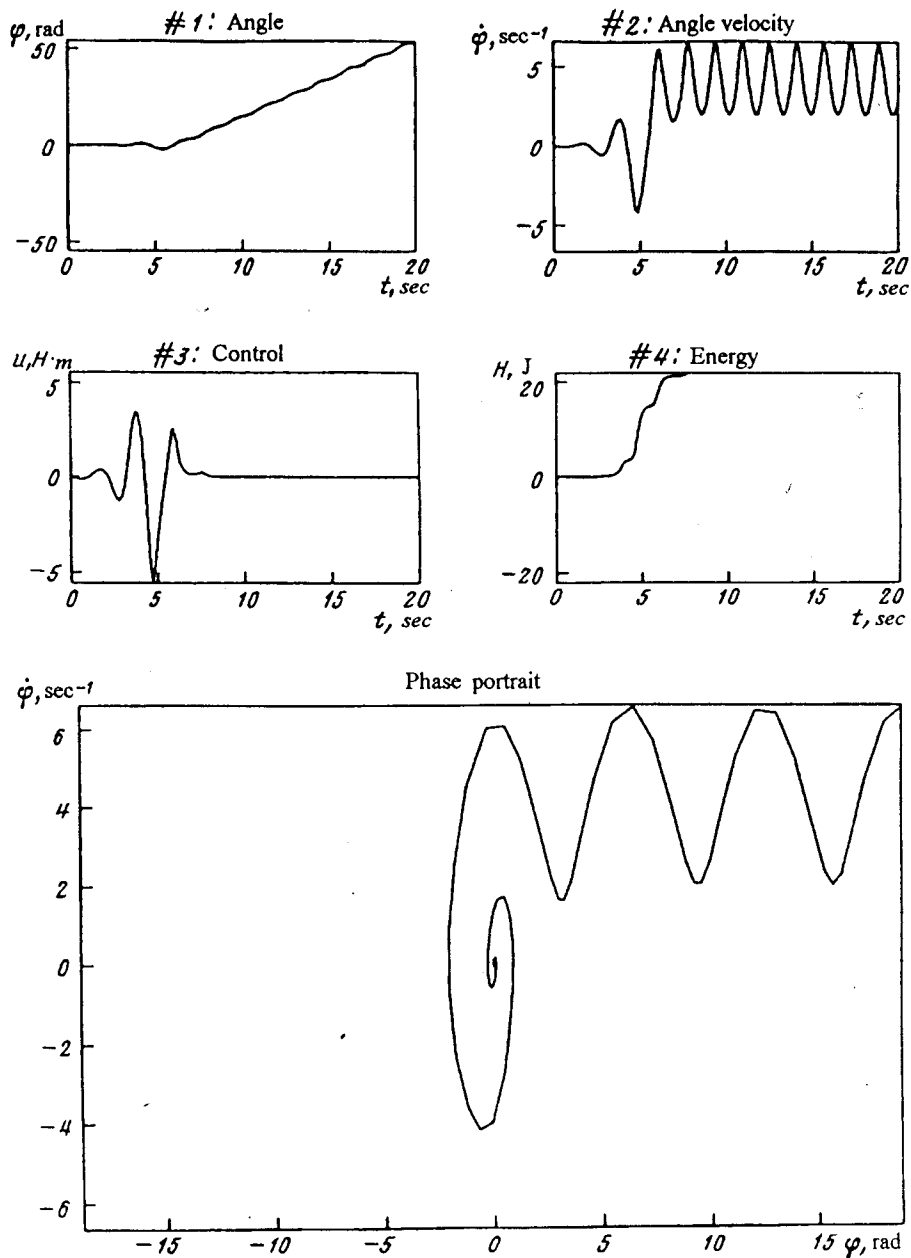 #1: Angle
φ, rad
50
0
−50
0 5 10 15 20
t, sec
#2: Angle velocity
φ̇, sec⁻¹
5
0
−5
0 5 10 15 20
t, sec
#3: Control
u, H·m
5
0
−5
0 5 10 15 20
t, sec
#4: Energy
H, J
20
0
−20
0 5 10 15 20
t, sec
Phase portrait
φ̇, sec⁻¹
6
4
2
0
−2
−4
−6
−15 −10 −5 0 5 10 15 φ, rad